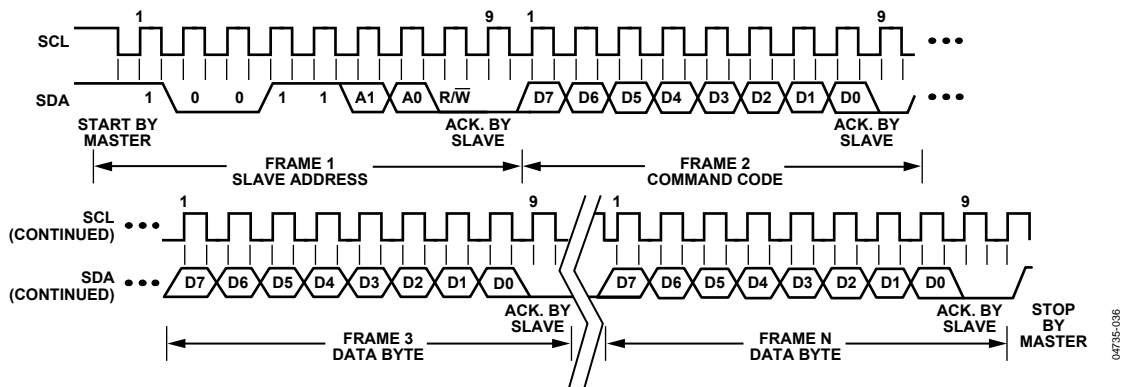 1 9 1 9
SCL
SDA 1 0 0 1 1 A1 A0 R/W̅ D7 D6 D5 D4 D3 D2 D1 D0
START BY
MASTER
ACK. BY
SLAVE
ACK. BY
SLAVE
FRAME 1
SLAVE ADDRESS
FRAME 2
COMMAND CODE
1 9 1 9
SCL
(CONTINUED)
SDA
(CONTINUED)
D7 D6 D5 D4 D3 D2 D1 D0 D7 D6 D5 D4 D3 D2 D1 D0
ACK. BY
SLAVE
ACK. BY
SLAVE
STOP
BY
MASTER
FRAME 3
DATA BYTE
FRAME N
DATA BYTE
04735-036